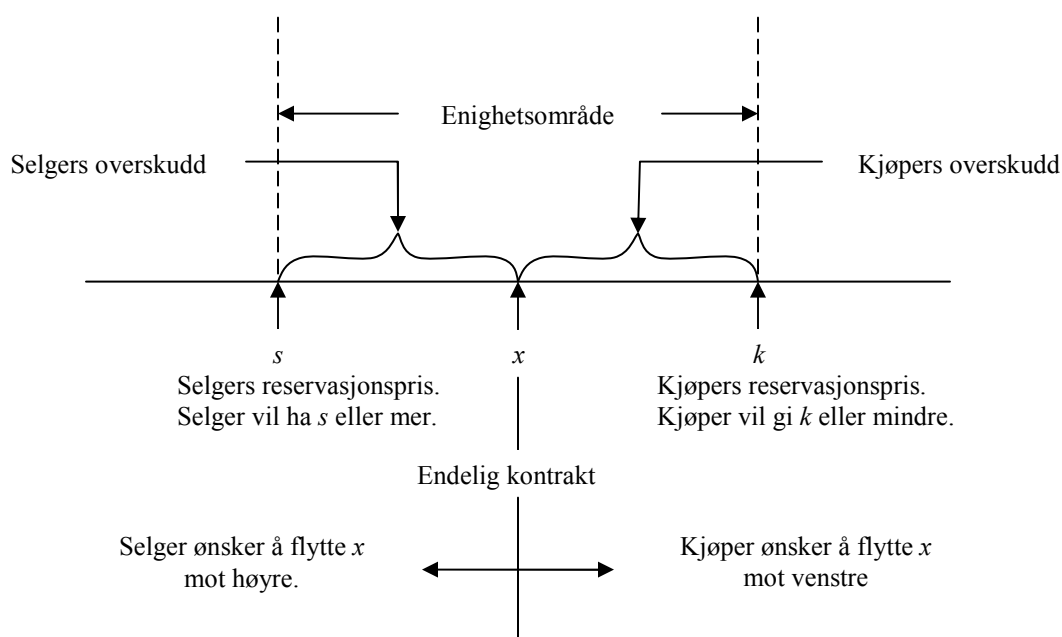 Enighetsområde
Selgers overskudd
Kjøpers overskudd
s
Selgers reservasjonspris.
Selger vil ha s eller mer.
x
k
Kjøpers reservasjonspris.
Kjøper vil gi k eller mindre.
Endelig kontrakt
Selger ønsker å flytte x
mot høyre.
Kjøper ønsker å flytte x
mot venstre